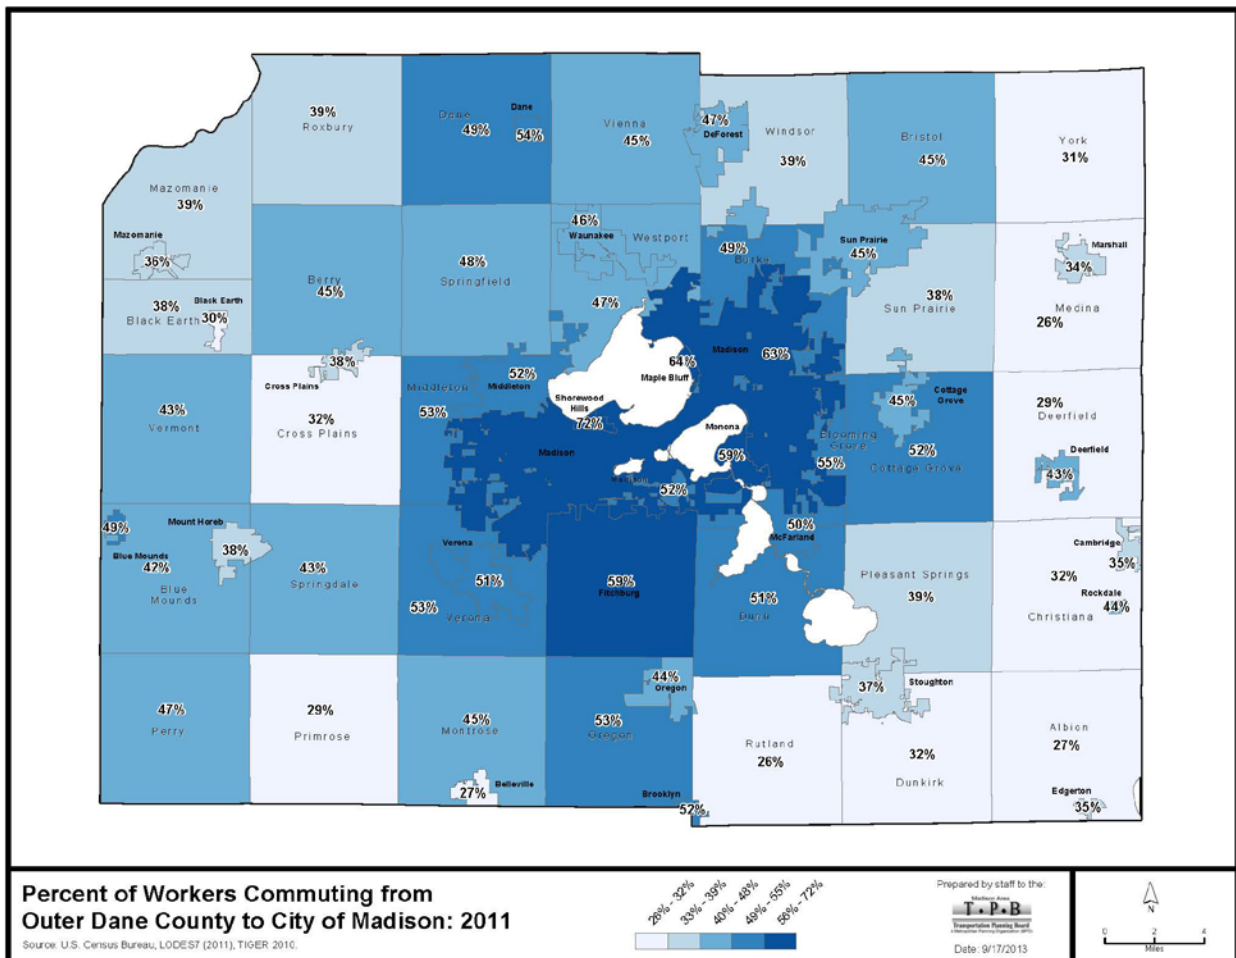 39%
Roxbury
Dane
Dane
49%
54%
Vienna
45%
47%
DeForest
Windsor
39%
Bristol
45%
York
31%
Mazomanie
39%
Mazomanie
36%
46%
Waunakee
Westport
47%
49%
Burke
Sun Prairie
45%
Marshall
34%
Berry
45%
48%
Springfield
38%
Sun Prairie
Medina
26%
38%
Black Earth
Black Earth
30%
38%
Cross Plains
32%
Cross Plains
43%
Vermont
Middleton
53%
52%
Middleton
Shorewood
Hills
72%
64%
Maple Bluff
Madison
63%
Monona
59%
Madison
52%
Blooming
Grove
55%
45%
Cottage
Grove
52%
Cottage Grove
29%
Deerfield
Deerfield
43%
49%
Mount Horeb
38%
Blue Mounds
42%
Blue
Mounds
43%
Springdale
Verona
51%
53%
Verona
59%
Fitchburg
50%
McFarland
51%
Dunn
Pleasant Springs
39%
Cambridge
35%
32%
Rockdale
44%
Christiana
47%
Perry
29%
Primrose
45%
Montrose
27%
Belleville
44%
Oregon
53%
Oregon
Brooklyn
52%
Rutland
26%
37%
Stoughton
32%
Dunkirk
Albion
27%
Edgerton
35%
Percent of Workers Commuting from
Outer Dane County to City of Madison: 2011
Source: U.S. Census Bureau, LODES7 (2011), TIGER 2010.
26% - 32%
33% - 39%
40% - 48%
49% - 55%
56% - 72%
Prepared by staff to the:
Madison Area
T • P • B
Transportation Planning Board
A Metropolitan Planning Organization (MPO)
Date: 9/17/2013
N
0 2 4
Miles